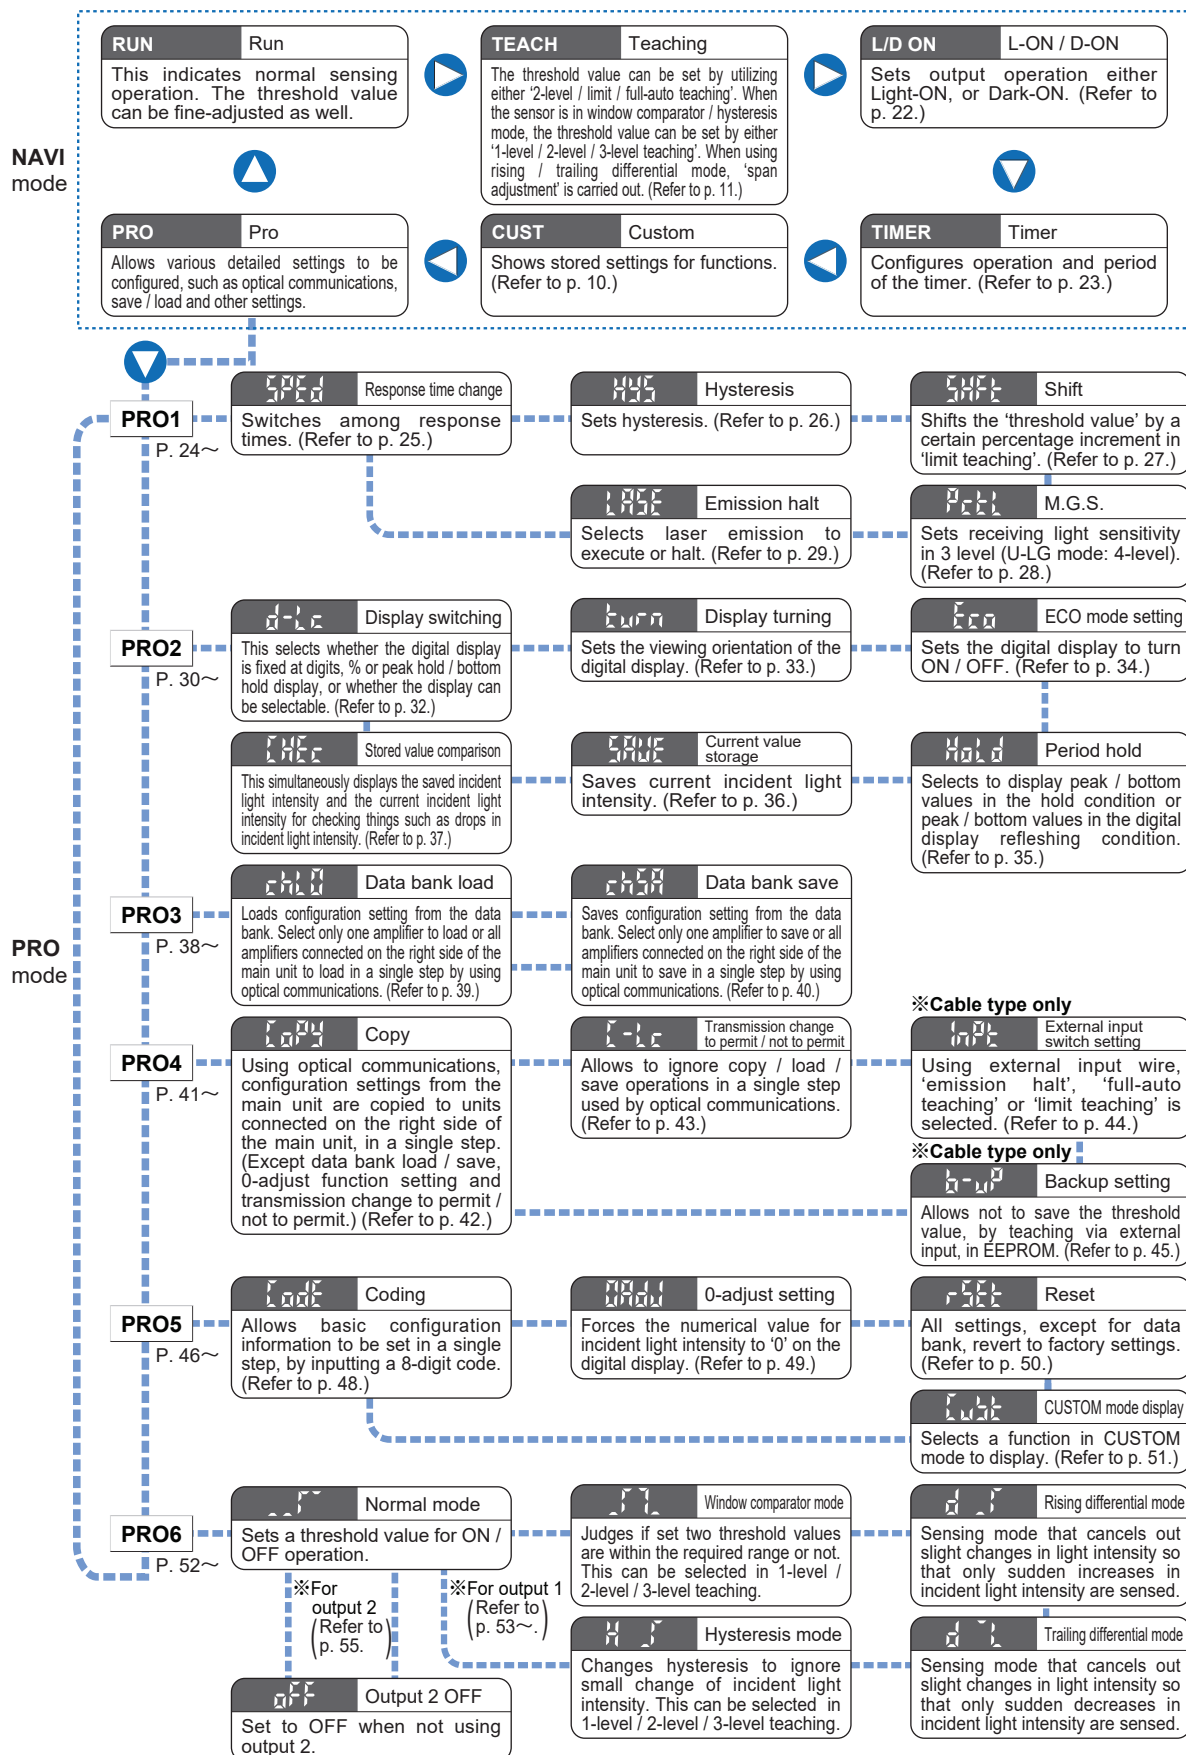 NAVI
mode
RUN Run
This indicates normal sensing
operation. The threshold value
can be fine-adjusted as well.
TEACH Teaching
The threshold value can be set by utilizing
either '2-level / limit / full-auto teaching'. When
the sensor is in window comparator / hysteresis
mode, the threshold value can be set by either
'1-level / 2-level / 3-level teaching'. When using
rising / trailing differential mode, 'span
adjustment' is carried out. (Refer to p. 11.)
L/D ON L-ON / D-ON
Sets output operation either
Light-ON, or Dark-ON. (Refer to
p. 22.)
PRO Pro
Allows various detailed settings to be
configured, such as optical communications,
save / load and other settings.
CUST Custom
Shows stored settings for functions.
(Refer to p. 10.)
TIMER Timer
Configures operation and period
of the timer. (Refer to p. 23.)
PRO
mode
PRO1
P. 24～
SPEd Response time change
Switches among response
times. (Refer to p. 25.)
HYS Hysteresis
Sets hysteresis. (Refer to p. 26.)
SHFt Shift
Shifts the 'threshold value' by a
certain percentage increment in
'limit teaching'. (Refer to p. 27.)
LASE Emission halt
Selects laser emission to
execute or halt. (Refer to p. 29.)
PctL M.G.S.
Sets receiving light sensitivity
in 3 level (U-LG mode: 4-level).
(Refer to p. 28.)
PRO2
P. 30～
d-Lc Display switching
This selects whether the digital display
is fixed at digits, % or peak hold / bottom
hold display, or whether the display can
be selectable. (Refer to p. 32.)
turn Display turning
Sets the viewing orientation of the
digital display. (Refer to p. 33.)
Eco ECO mode setting
Sets the digital display to turn
ON / OFF. (Refer to p. 34.)
CHEc Stored value comparison
This simultaneously displays the saved incident
light intensity and the current incident light
intensity for checking things such as drops in
incident light intensity. (Refer to p. 37.)
SAVE Current value
storage
Saves current incident light
intensity. (Refer to p. 36.)
HoLd Period hold
Selects to display peak / bottom
values in the hold condition or
peak / bottom values in the digital
display refleshing condition.
(Refer to p. 35.)
PRO3
P. 38～
chLO Data bank load
Loads configuration setting from the data
bank. Select only one amplifier to load or all
amplifiers connected on the right side of the
main unit to load in a single step by using
optical communications. (Refer to p. 39.)
chSA Data bank save
Saves configuration setting from the data
bank. Select only one amplifier to save or all
amplifiers connected on the right side of the
main unit to save in a single step by using
optical communications. (Refer to p. 40.)
PRO4
P. 41～
CoPY Copy
Using optical communications,
configuration settings from the
main unit are copied to units
connected on the right side of
the main unit, in a single step.
(Except data bank load / save,
0-adjust function setting and
transmission change to permit /
not to permit.) (Refer to p. 42.)
C-Lc Transmission change
to permit / not to permit
Allows to ignore copy / load /
save operations in a single step
used by optical communications.
(Refer to p. 43.)
※Cable type only
InPt External input
switch setting
Using external input wire,
'emission halt', 'full-auto
teaching' or 'limit teaching' is
selected. (Refer to p. 44.)
※Cable type only
b-uP Backup setting
Allows not to save the threshold
value, by teaching via external
input, in EEPROM. (Refer to p. 45.)
PRO5
P. 46～
CodE Coding
Allows basic configuration
information to be set in a single
step, by inputting a 8-digit code.
(Refer to p. 48.)
0AdJ 0-adjust setting
Forces the numerical value for
incident light intensity to '0' on the
digital display. (Refer to p. 49.)
rSEt Reset
All settings, except for data
bank, revert to factory settings.
(Refer to p. 50.)
CuSt CUSTOM mode display
Selects a function in CUSTOM
mode to display. (Refer to p. 51.)
PRO6
P. 52～
Normal mode
Sets a threshold value for ON /
OFF operation.
Window comparator mode
Judges if set two threshold values
are within the required range or not.
This can be selected in 1-level /
2-level / 3-level teaching.
Rising differential mode
Sensing mode that cancels out
slight changes in light intensity so
that only sudden increases in
incident light intensity are sensed.
※For
output 2
(Refer to
p. 55.)
※For output 1
(Refer to
p. 53～.)
Hysteresis mode
Changes hysteresis to ignore
small change of incident light
intensity. This can be selected in
1-level / 2-level / 3-level teaching.
Trailing differential mode
Sensing mode that cancels out
slight changes in light intensity so
that only sudden decreases in
incident light intensity are sensed.
oFF Output 2 OFF
Set to OFF when not using
output 2.